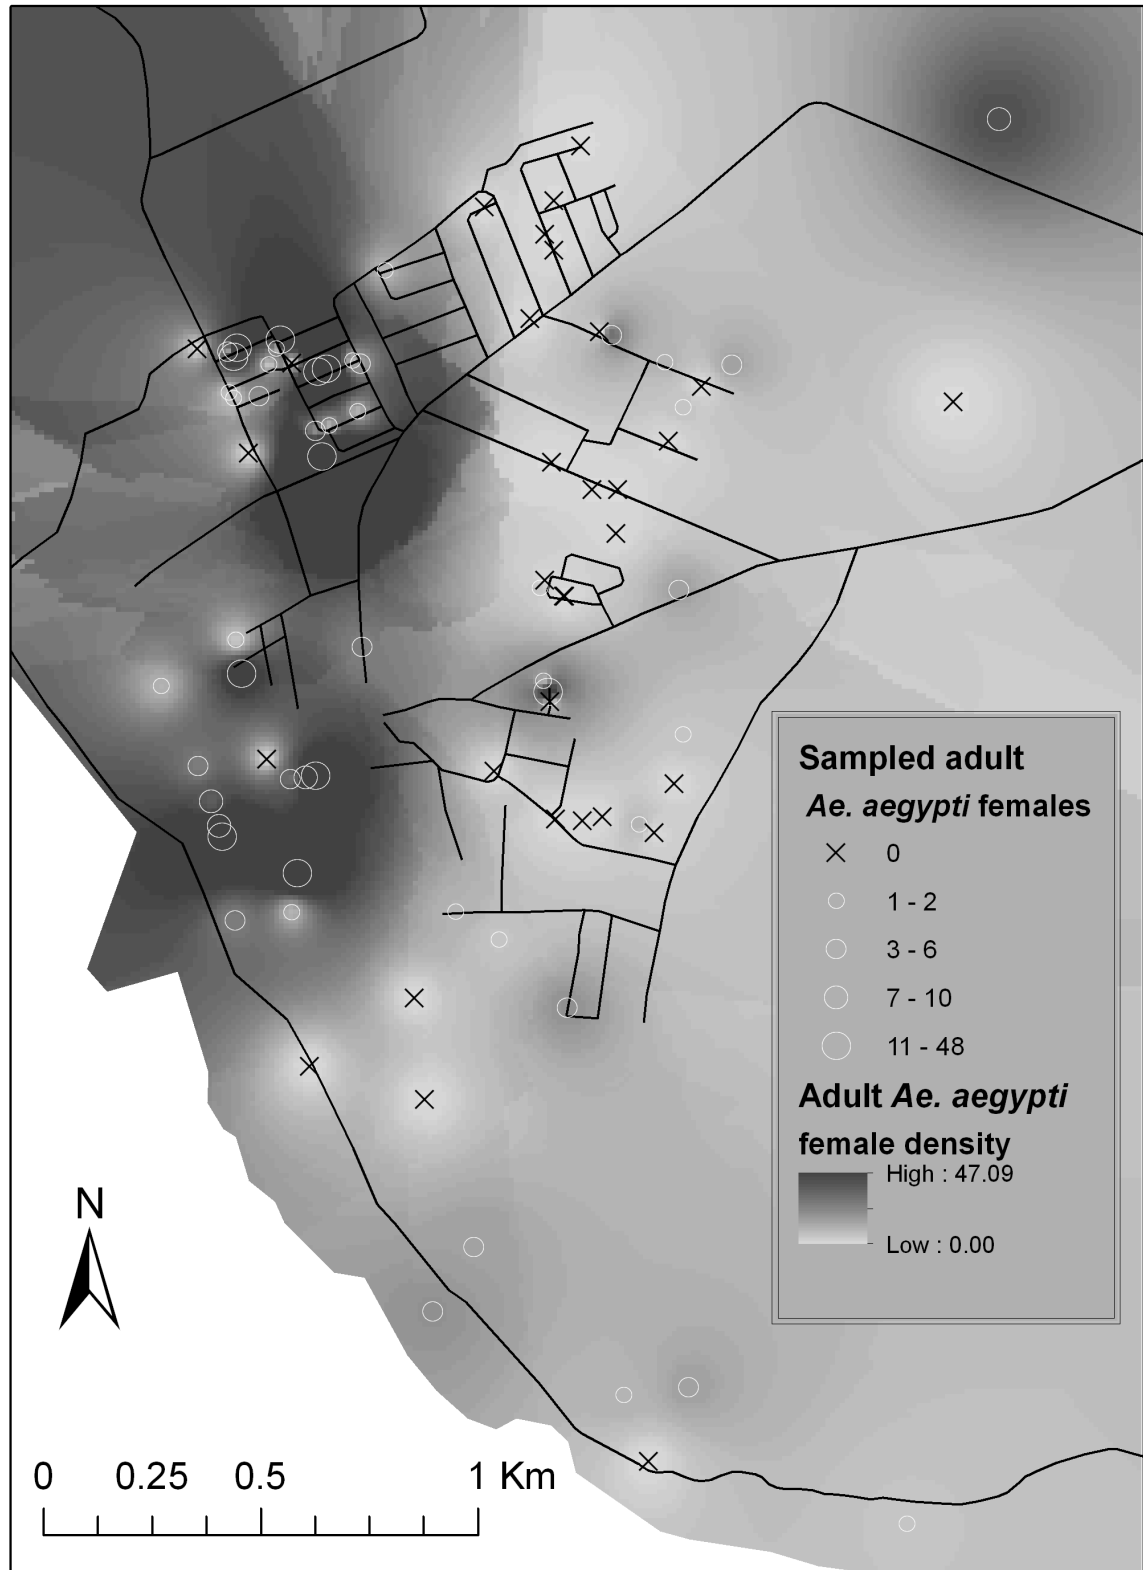 Sampled adult
Ae. aegypti females
0
1 - 2
3 - 6
7 - 10
11 - 48
Adult Ae. aegypti
female density
High : 47.09
Low : 0.00
N
0 0.25 0.5 1 Km